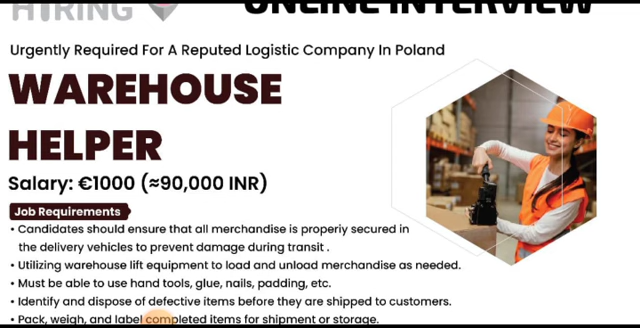 HIRING
ONLINE INTERVIEW
Urgently Required For A Reputed Logistic Company In Poland
WAREHOUSE
HELPER
Salary: €1000 (≈90,000 INR)
Job Requirements
• Candidates should ensure that all merchandise is properly secured in
the delivery vehicles to prevent damage during transit .
• Utilizing warehouse lift equipment to load and unload merchandise as needed.
• Must be able to use hand tools, glue, nails, padding, etc.
• Identify and dispose of defective items before they are shipped to customers.
• Pack, weigh, and label completed items for shipment or storage.